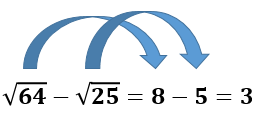 √64 − √25 = 8 − 5 = 3